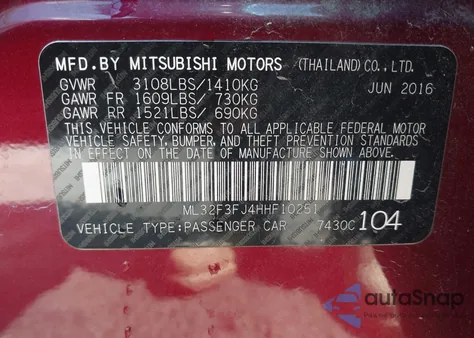 MFD.BY MITSUBISHI MOTORS (THAILAND) CO., LTD.
GVWR 3108LBS/1410KG JUN 2016
GAWR FR 1609LBS/ 730KG
GAWR RR 1521LBS/ 690KG
THIS VEHICLE CONFORMS TO ALL APPLICABLE FEDERAL MOTOR
VEHICLE SAFETY, BUMPER, AND THEFT PREVENTION STANDARDS
IN EFFECT ON THE DATE OF MANUFACTURE SHOWN ABOVE.
ML32F3FJ4HHF10251
VEHICLE TYPE:PASSENGER CAR 7430C 104
autoSnap